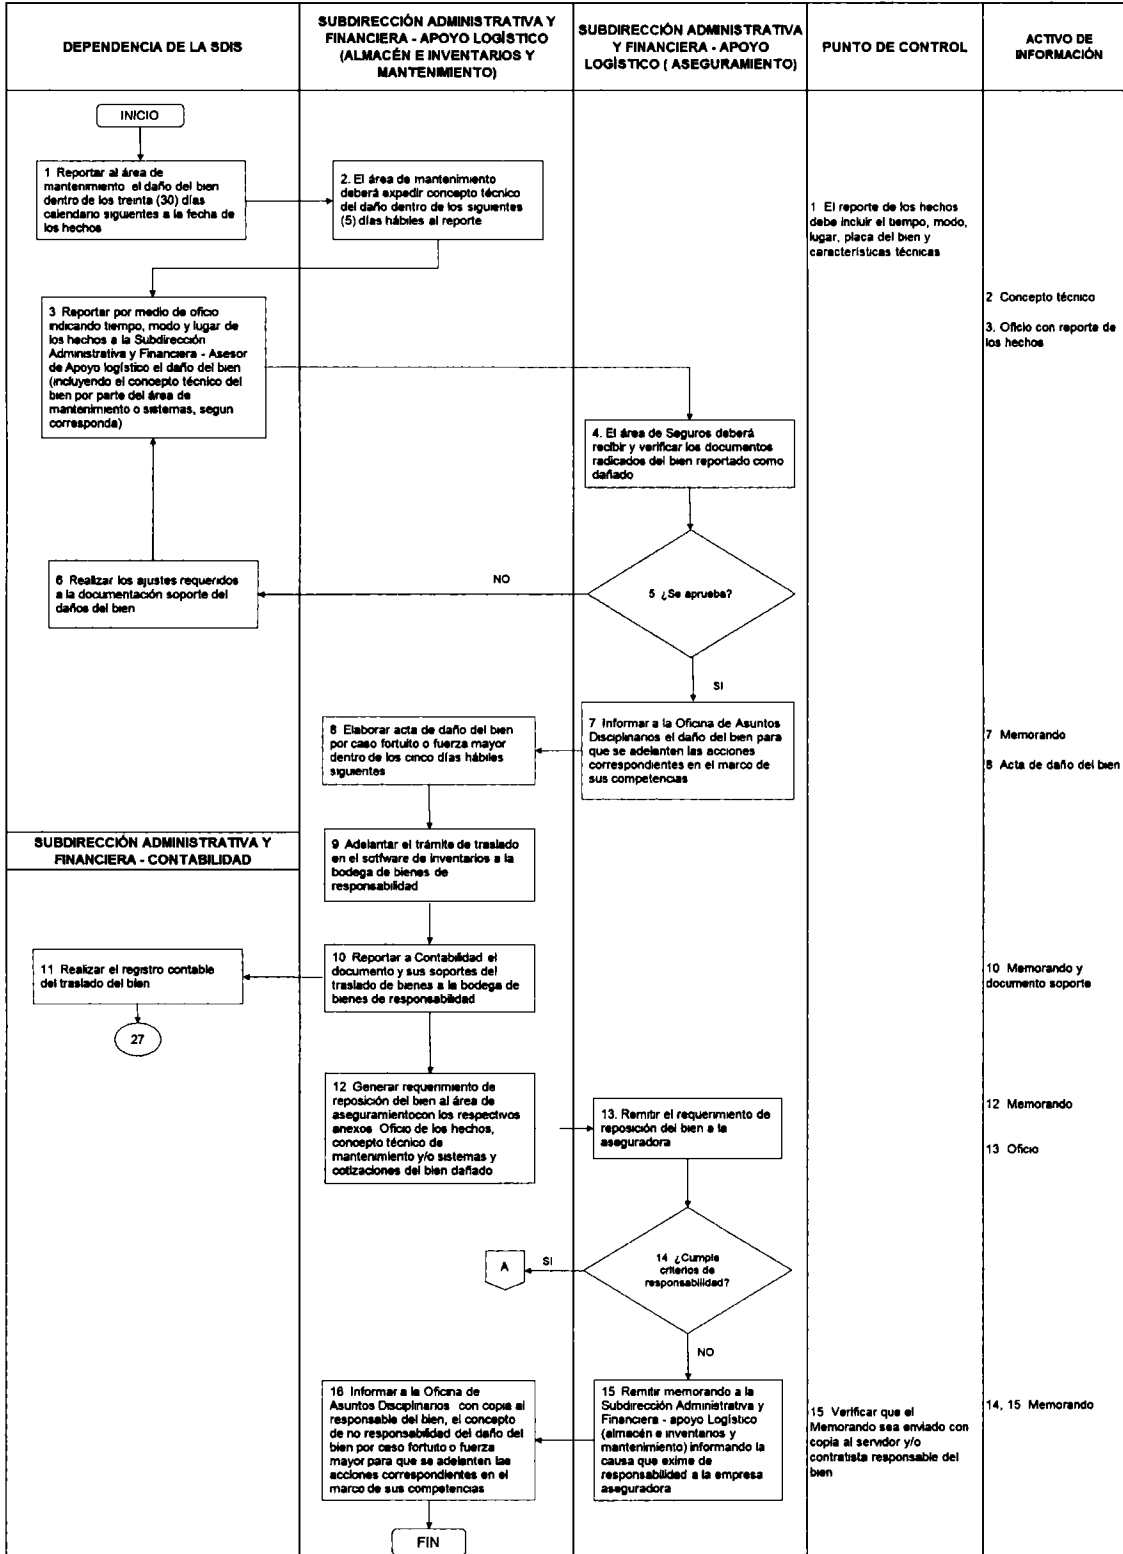 DEPENDENCIA DE LA SDIS
SUBDIRECCIÓN ADMINISTRATIVA Y
FINANCIERA - APOYO LOGÍSTICO
(ALMACÉN E INVENTARIOS Y
MANTENIMIENTO)
SUBDIRECCIÓN ADMINISTRATIVA
Y FINANCIERA - APOYO
LOGÍSTICO ( ASEGURAMIENTO)
PUNTO DE CONTROL
ACTIVO DE
INFORMACIÓN
INICIO
1 Reportar al área de
mantenimiento el daño del bien
dentro de los treinta (30) días
calendario siguientes a la fecha de
los hechos
2. El área de mantenimiento
deberá expedir concepto técnico
del daño dentro de los siguientes
(5) días hábiles al reporte
1 El reporte de los hechos
debe incluir el tiempo, modo,
lugar, placa del bien y
características técnicas
3 Reportar por medio de oficio
indicando tiempo, modo y lugar de
los hechos a la Subdirección
Administrativa y Financiera - Asesor
de Apoyo logístico el daño del bien
(incluyendo el concepto técnico del
bien por parte del área de
mantenimiento o sistemas, segun
corresponda)
2 Concepto técnico
3. Oficio con reporte de
los hechos
4. El área de Seguros deberá
recibir y verificar los documentos
radicados del bien reportado como
dañado
5 ¿Se aprueba?
NO
6 Realizar los ajustes requeridos
a la documentación soporte del
daños del bien
SI
7 Informar a la Oficina de Asuntos
Disciplinarios el daño del bien para
que se adelanten las acciones
correspondientes en el marco de
sus competencias
8 Elaborar acta de daño del bien
por caso fortuito o fuerza mayor
dentro de los cinco días hábiles
siguientes
7 Memorando
8 Acta de daño del bien
SUBDIRECCIÓN ADMINISTRATIVA Y
FINANCIERA - CONTABILIDAD
9 Adelantar el trámite de traslado
en el sotfware de inventarios a la
bodega de bienes de
responsabilidad
10 Reportar a Contabilidad el
documento y sus soportes del
traslado de bienes a la bodega de
bienes de responsabilidad
11 Realizar el registro contable
del traslado del bien
27
10 Memorando y
documento soporte
12 Generar requerimiento de
reposición del bien al área de
aseguramientocon los respectivos
anexos Oficio de los hechos,
concepto técnico de
mantenimiento y/o sistemas y
cotizaciones del bien dañado
13. Remitir el requerimiento de
reposición del bien a la
aseguradora
12 Memorando
13 Oficio
14 ¿Cumple
criterios de
responsabilidad?
SI
A
NO
16 Informar a la Oficina de
Asuntos Disciplinarios con copia al
responsable del bien, el concepto
de no responsabilidad del daño del
bien por caso fortuito o fuerza
mayor para que se adelanten las
acciones correspondientes en el
marco de sus competencias
15 Remitir memorando a la
Subdirección Administrativa y
Financiera - apoyo Logístico
(almacén e inventarios y
mantenimiento) informando la
causa que exime de
responsabilidad a la empresa
aseguradora
15 Verificar que el
Memorando sea enviado con
copia al servidor y/o
contratista responsable del
bien
14, 15 Memorando
FIN